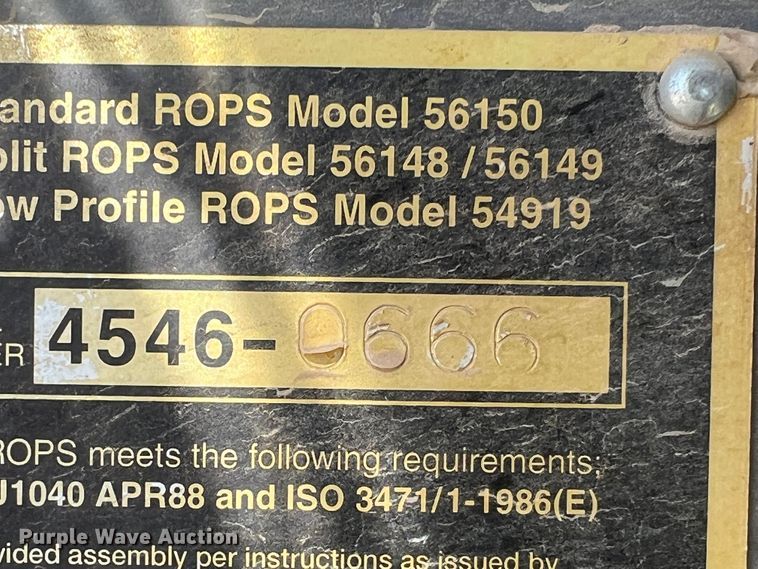 andard ROPS Model 56150
plit ROPS Model 56148 / 56149
ow Profile ROPS Model 54919
ER 4546-0666
ROPS meets the following requirements;
J1040 APR88 and ISO 3471/1-1986(E)
Purple Wave Auction
vided assembly per instructions as issued by